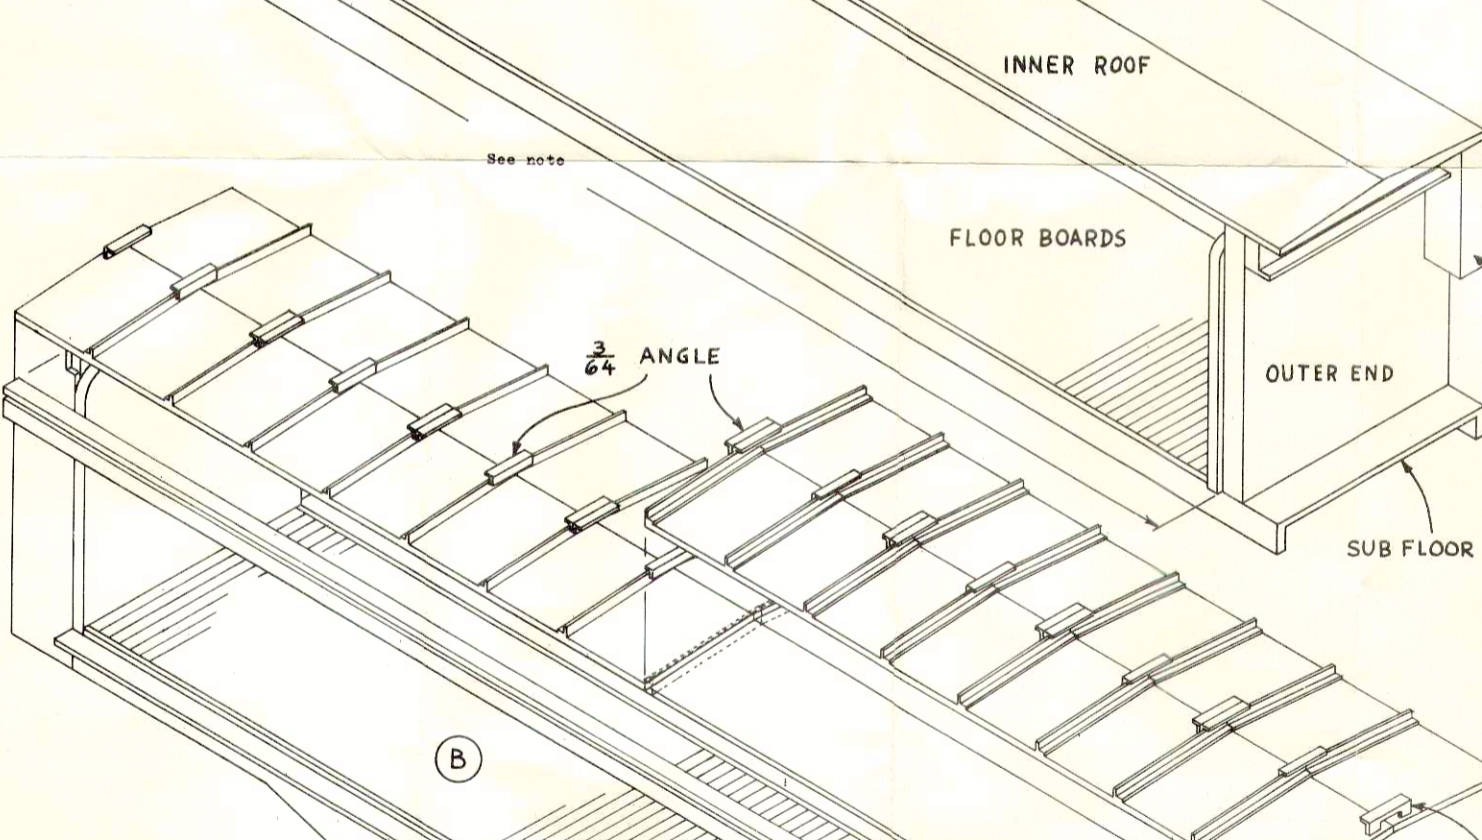 INNER ROOF
See note
FLOOR BOARDS
3/64 ANGLE
OUTER END
SUB FLOOR
B